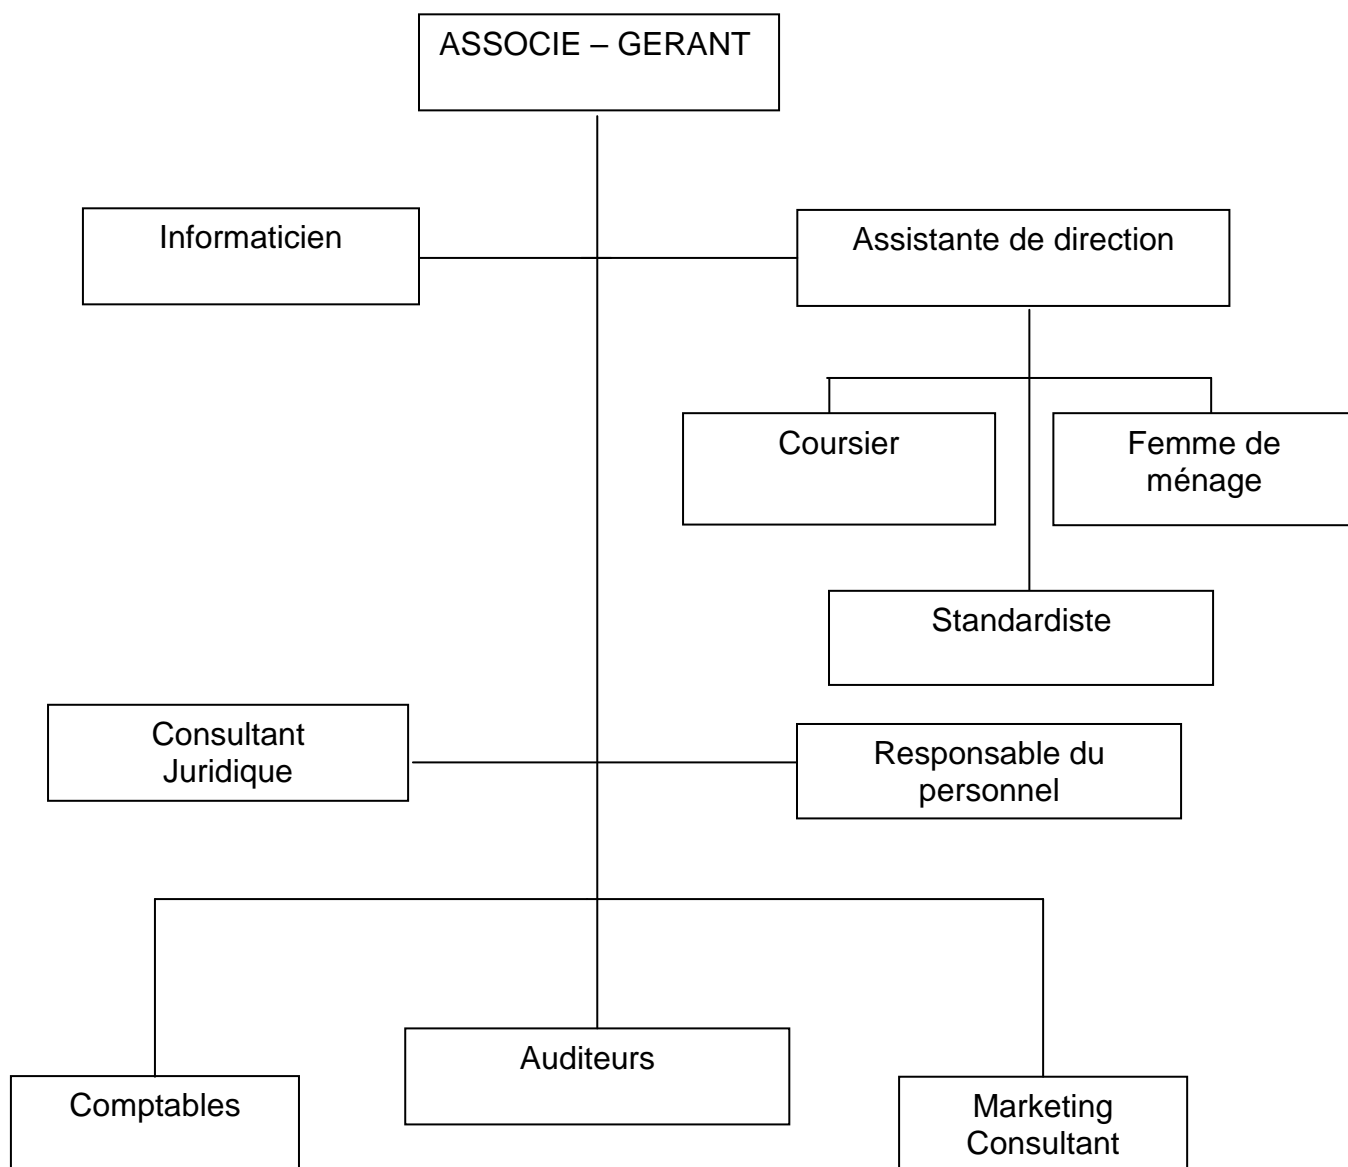 ASSOCIE – GERANT
Informaticien
Assistante de direction
Coursier
Femme de
ménage
Standardiste
Consultant
Juridique
Responsable du
personnel
Auditeurs
Comptables
Marketing
Consultant